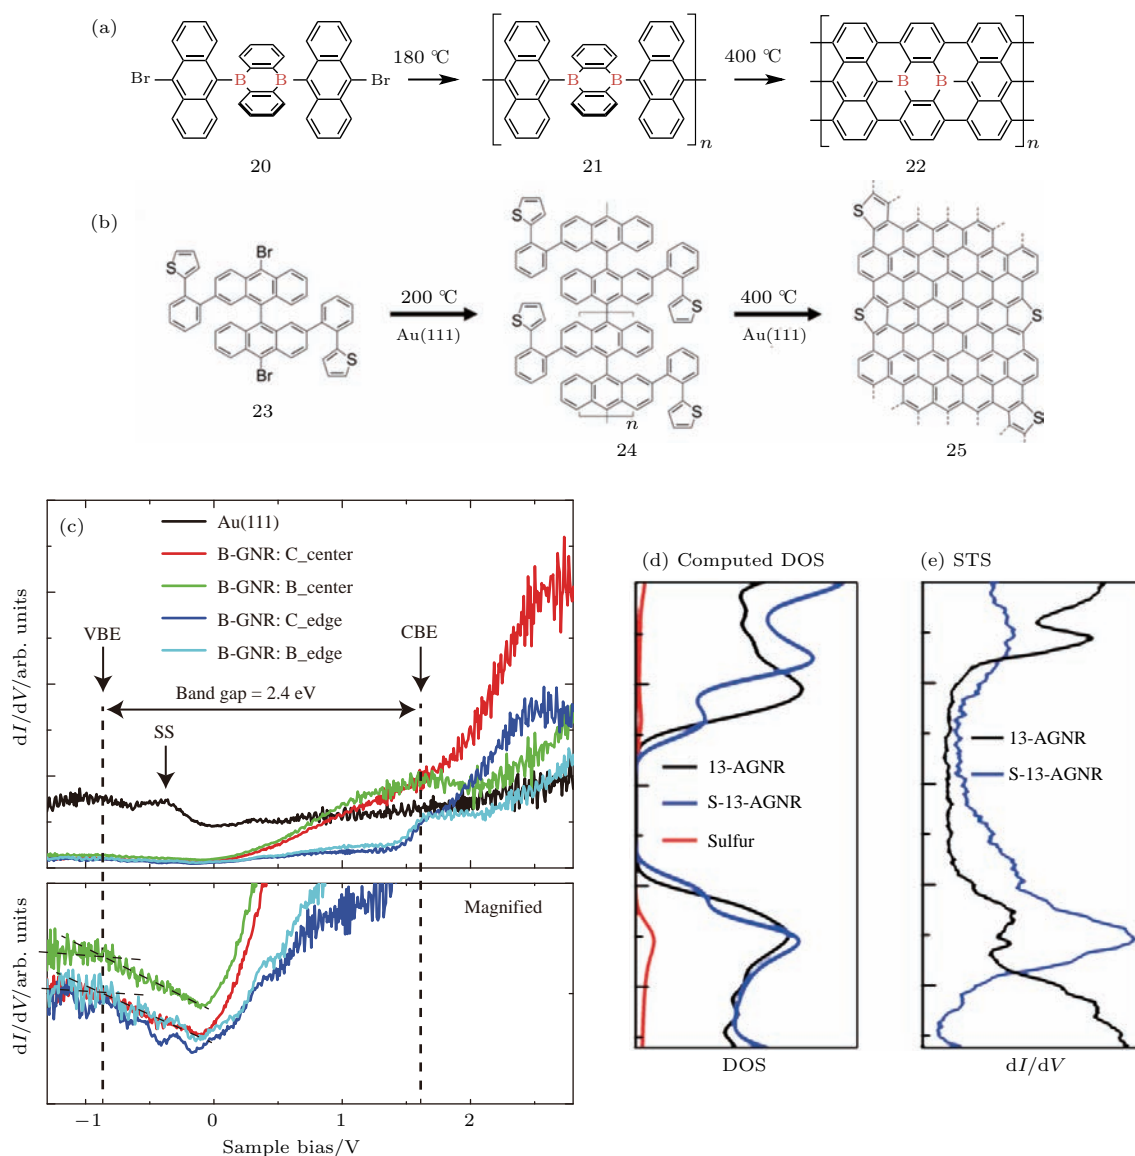 (a)
Br
B
B
Br
180 ℃
B
B
n
400 ℃
B
B
n
20
21
22
(b)
S
Br
Br
S
23
200 ℃
Au(111)
S
S
S
S
n
24
400 ℃
Au(111)
S
S
S
S
25
(c)
Au(111)
B-GNR: C_center
B-GNR: B_center
B-GNR: C_edge
B-GNR: B_edge
VBE
CBE
Band gap = 2.4 eV
SS
dI/dV/arb. units
Magnified
dI/dV/arb. units
−1
0
1
2
Sample bias/V
(d) Computed DOS
13-AGNR
S-13-AGNR
Sulfur
DOS
(e) STS
13-AGNR
S-13-AGNR
dI/dV